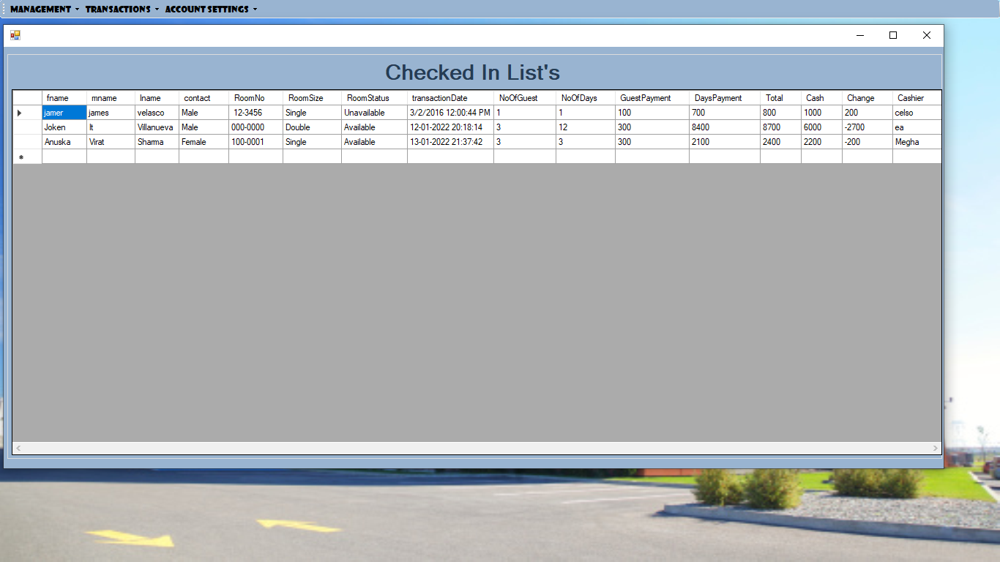 MANAGEMENT TRANSACTIONS ACCOUNT SETTINGS
Checked In List's
fname mname lname contact RoomNo RoomSize RoomStatus transactionDate NoOfGuest NoOfDays GuestPayment DaysPayment Total Cash Change Cashier
jamer james velasco Male 12-3456 Single Unavailable 3/2/2016 12:00:44 PM 1 1 100 700 800 1000 200 celso
Joken It Villanueva Male 000-0000 Double Available 12-01-2022 20:18:14 3 12 300 8400 8700 6000 -2700 ea
Anuska Virat Sharma Female 100-0001 Single Available 13-01-2022 21:37:42 3 3 300 2100 2400 2200 -200 Megha